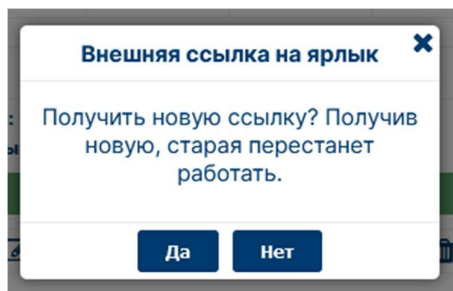 Внешняя ссылка на ярлык
Получить новую ссылку? Получив
новую, старая перестанет
работать.
Да
Нет